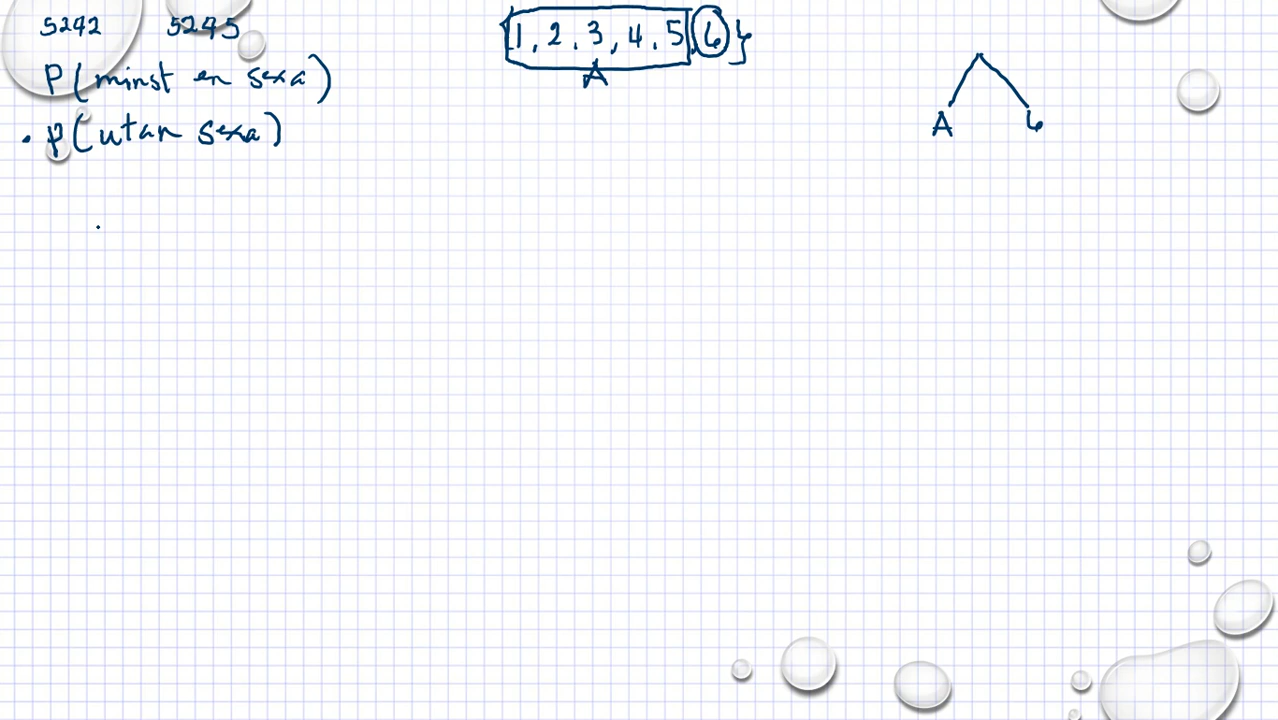 5242 5245
{1, 2, 3, 4, 5, 6}
A
P(minst en sexa)
A 6
• P(utan sexa)